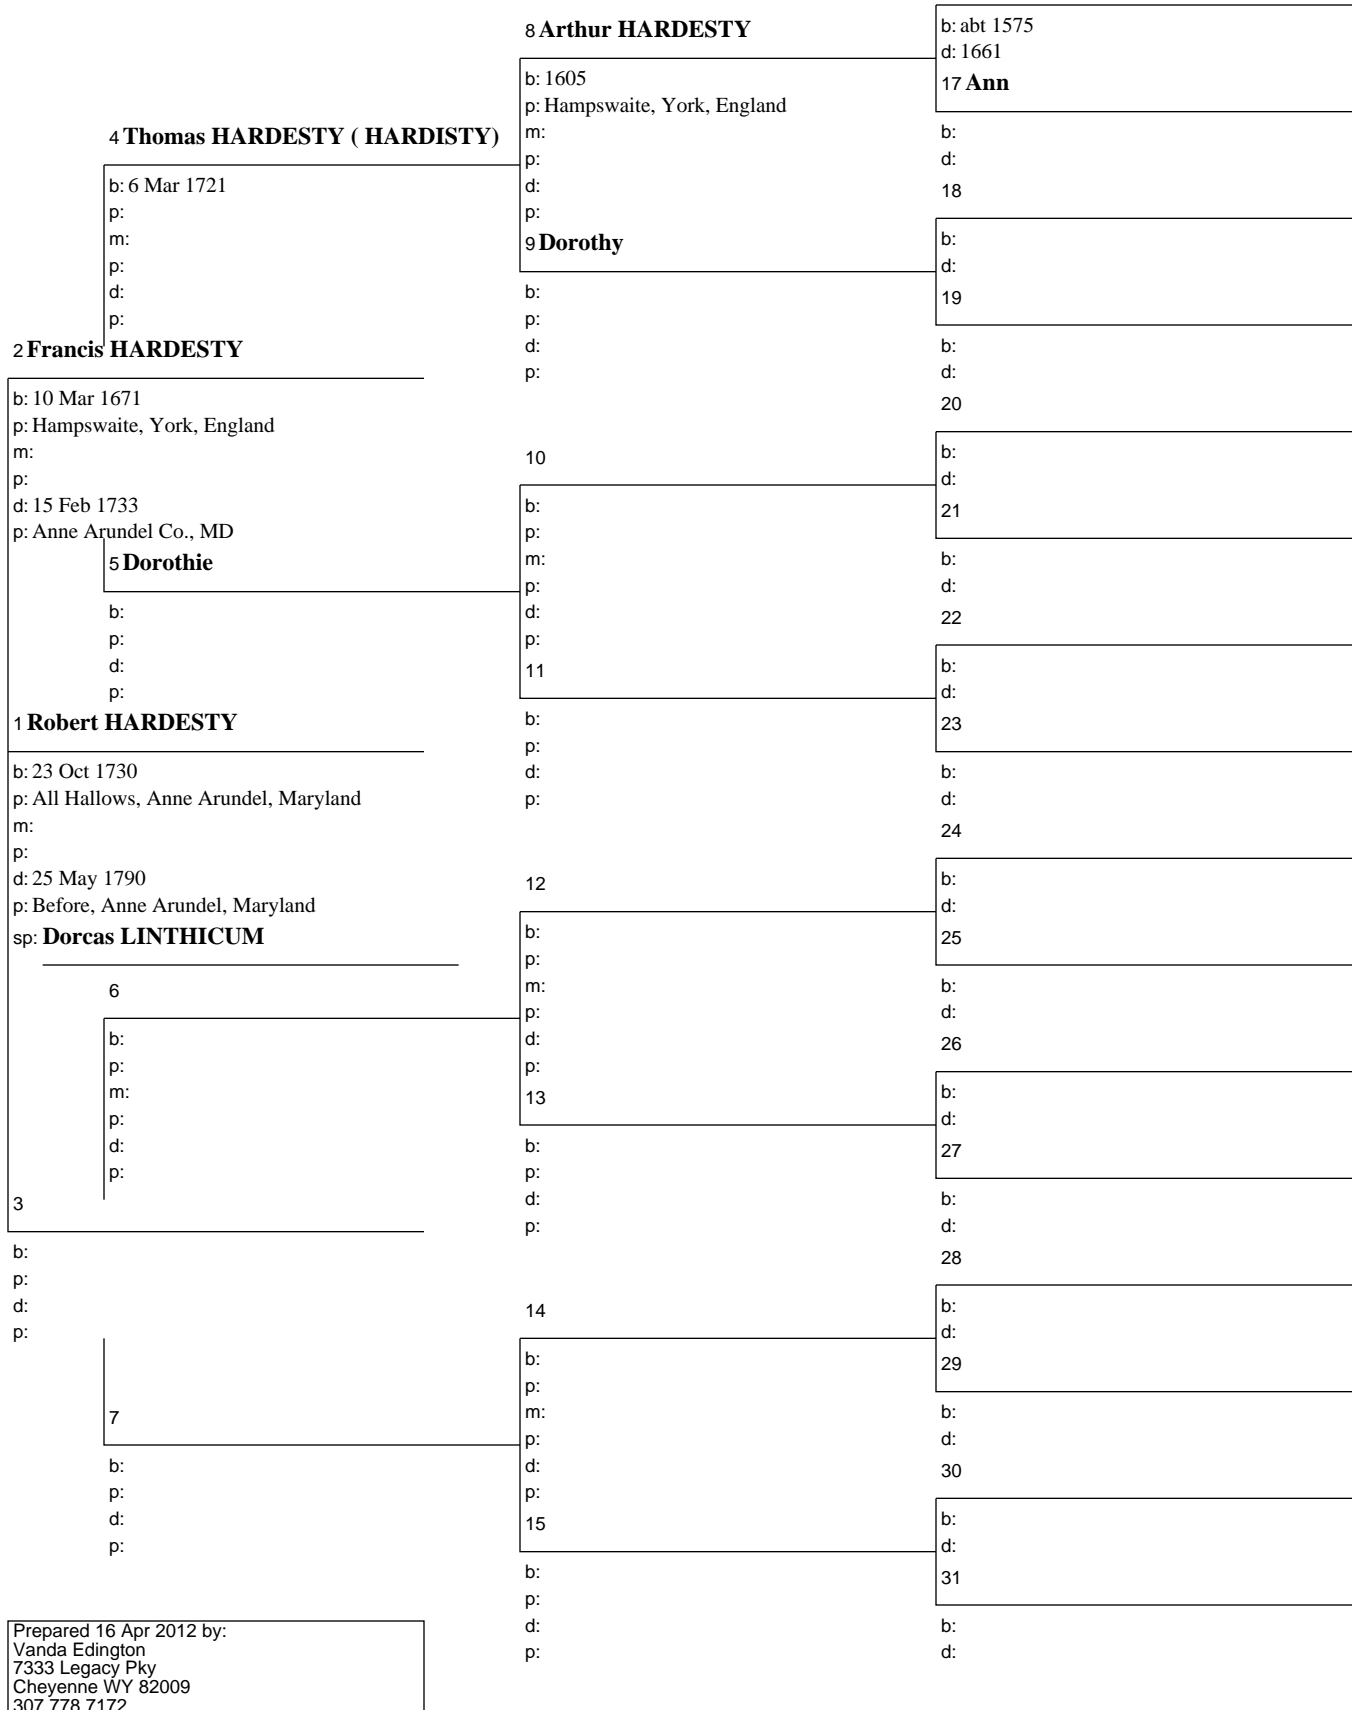 8 Arthur HARDESTY
b: 1605
p: Hampswaite, York, England
m:
p:
d:
p:
9 Dorothy
b:
p:
d:
p:
4 Thomas HARDESTY ( HARDISTY)
b: 6 Mar 1721
p:
m:
p:
d:
p:
2 Francis HARDESTY
b: 10 Mar 1671
p: Hampswaite, York, England
m:
p:
d: 15 Feb 1733
p: Anne Arundel Co., MD
5 Dorothie
b:
p:
d:
p:
1 Robert HARDESTY
b: 23 Oct 1730
p: All Hallows, Anne Arundel, Maryland
m:
p:
d: 25 May 1790
p: Before, Anne Arundel, Maryland
sp: Dorcas LINTHICUM
6
b:
p:
m:
p:
d:
p:
3
b:
p:
d:
p:
7
b:
p:
d:
p:
10
b:
p:
m:
p:
d:
p:
11
b:
p:
d:
p:
12
b:
p:
m:
p:
d:
p:
13
b:
p:
d:
p:
14
b:
p:
m:
p:
d:
p:
15
b:
p:
d:
p:
b: abt 1575
d: 1661
17 Ann
b:
d:
18
b:
d:
19
b:
d:
20
b:
d:
21
b:
d:
22
b:
d:
23
b:
d:
24
b:
d:
25
b:
d:
26
b:
d:
27
b:
d:
28
b:
d:
29
b:
d:
30
b:
d:
31
b:
d:
Prepared 16 Apr 2012 by:
Vanda Edington
7333 Legacy Pky
Cheyenne WY 82009
307 778 7172